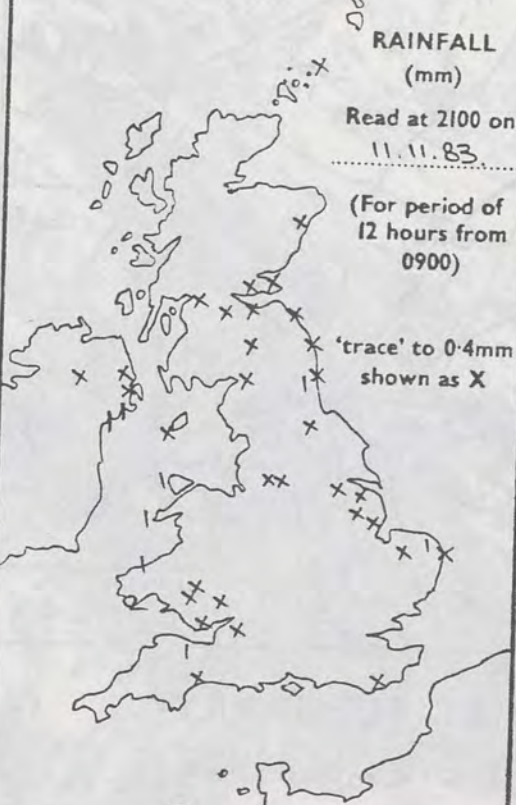 RAINFALL
(mm)
Read at 2100 on
11.11.83.
(For period of
12 hours from
0900)
'trace' to 0·4mm
shown as X